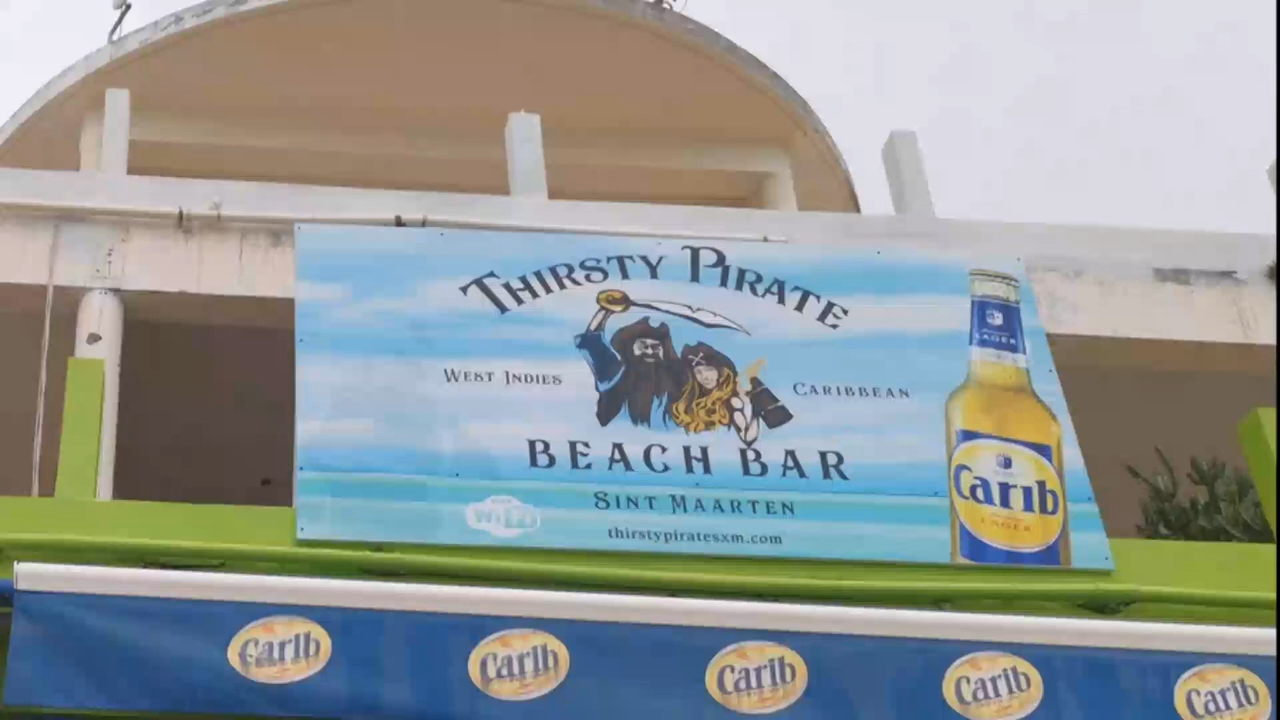 Thirsty Pirate
West Indies
Caribbean
Beach Bar
Sint Maarten
WiFi
thirstypiratesxm.com
LAGER
Carib
LAGER
Carib
Carib
Carib
Carib
Carib